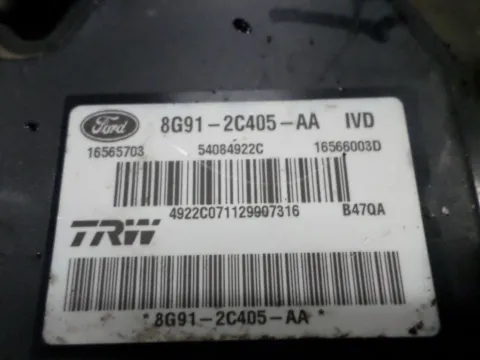 Ford 8G91-2C405-AA IVD
16565703 54084922C 16566003D
4922C071129907316 B47QA
TRW
*8G91-2C405-AA*